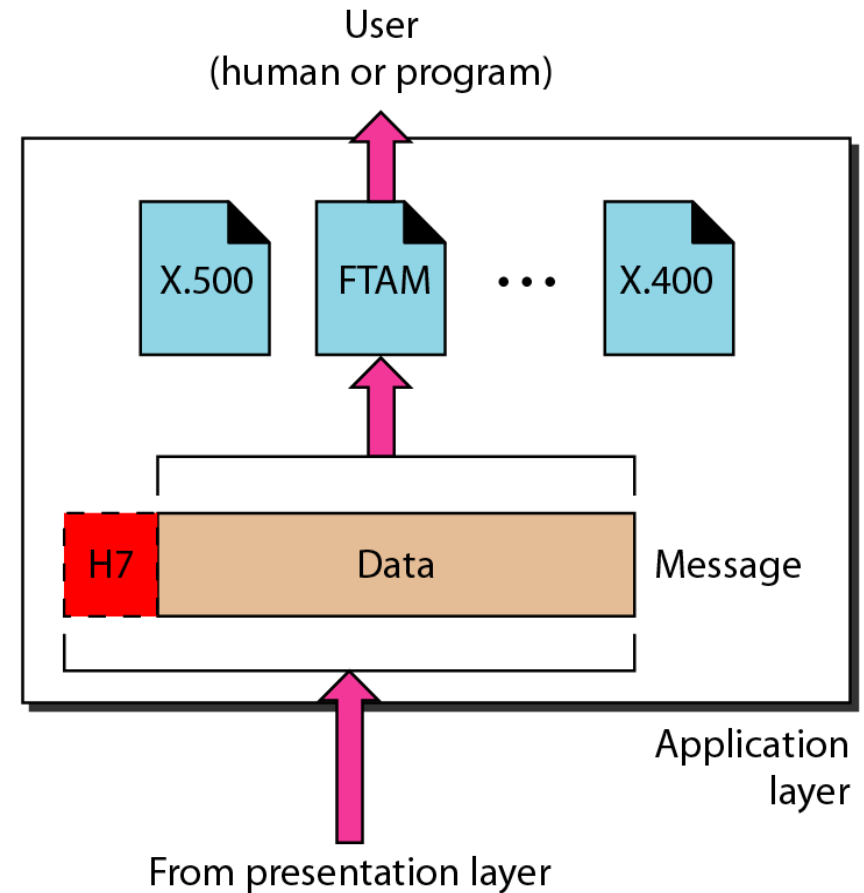 User
(human or program)
X.500
FTAM
...
X.400
H7
Data
Message
Application
layer
From presentation layer